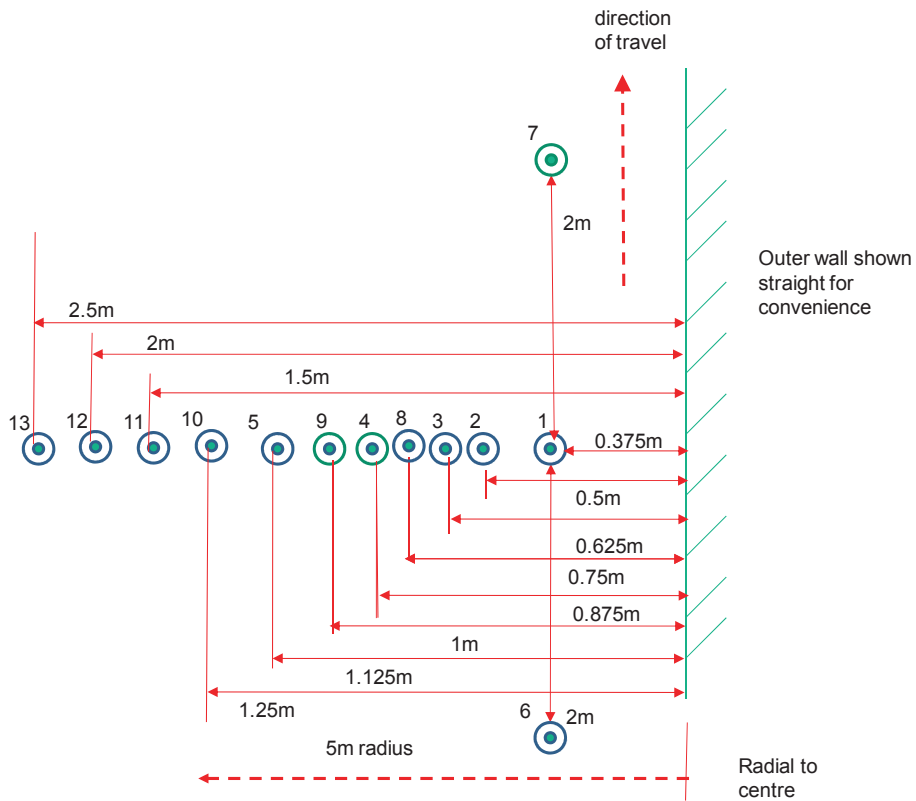 direction
of travel
7
2m
Outer wall shown
straight for
convenience
2.5m
2m
1.5m
13
12
11
10
5
9
4
8
3
2
1
0.375m
0.5m
0.625m
0.75m
0.875m
1m
1.125m
1.25m
6
2m
5m radius
Radial to
centre